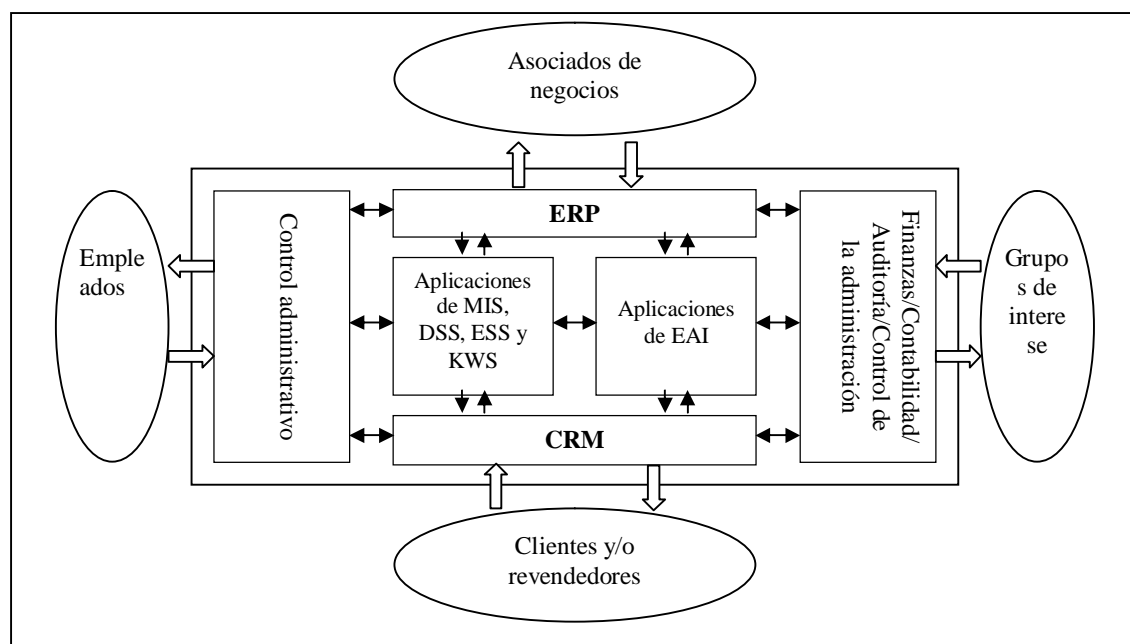 Asociados de
negocios
ERP
Emple
ados
Control administrativo
Aplicaciones
de MIS,
DSS, ESS y
KWS
Aplicaciones
de EAI
Finanzas/Contabilidad/
Auditoría/Control de
la administración
Grupo
s de
intere
se
CRM
Clientes y/o
revendedores